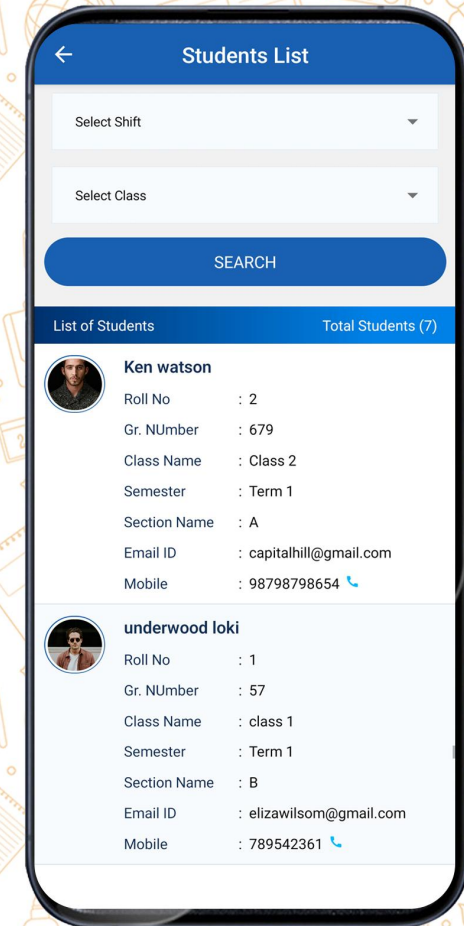 Students List
Select Shift
Select Class
SEARCH
List of Students Total Students (7)
Ken watson
Roll No : 2
Gr. NUmber : 679
Class Name : Class 2
Semester : Term 1
Section Name : A
Email ID : capitalhill@gmail.com
Mobile : 98798798654
underwood loki
Roll No : 1
Gr. NUmber : 57
Class Name : class 1
Semester : Term 1
Section Name : B
Email ID : elizawilsom@gmail.com
Mobile : 789542361